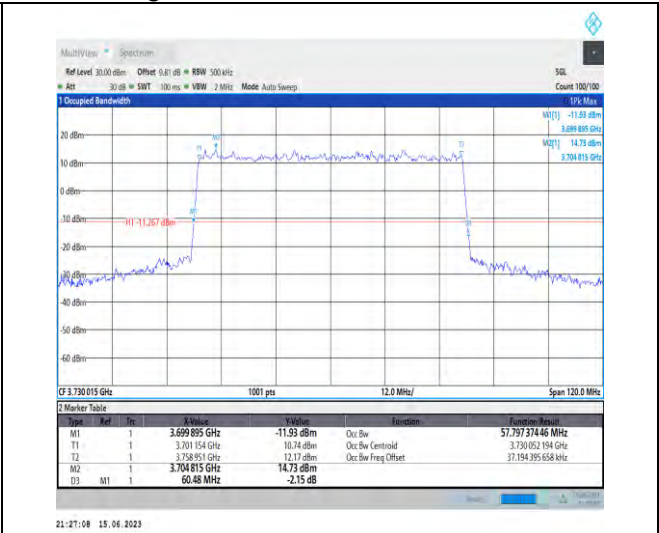 MultiView Spectrum
Ref Level 30.00 dBm Offset 9.81 dB RBW 500 kHz SGL
Att 30 dB SWT 100 ms VBW 2 MHz Mode Auto Sweep Count 100/100
1 Occupied Bandwidth 1Pk Max
M1[1] -11.93 dBm
3.699 895 GHz
M2[1] 14.73 dBm
3.704 815 GHz
20 dBm
M2
T1
T2
10 dBm
0 dBm
M1
-10 dBm
H1 -11.267 dBm
-20 dBm
-30 dBm
-40 dBm
-50 dBm
-60 dBm
CF 3.730 015 GHz 1001 pts 12.0 MHz/ Span 120.0 MHz
2 Marker Table
Type Ref Trc X-Value Y-Value Function Function Result
M1 1 3.699 895 GHz -11.93 dBm Occ Bw 57.797 374 46 MHz
T1 1 3.701 154 GHz 10.74 dBm Occ Bw Centroid 3.730 052 194 GHz
T2 1 3.758 951 GHz 12.17 dBm Occ Bw Freq Offset 37.194 395 658 kHz
M2 1 3.704 815 GHz 14.73 dBm
D3 M1 1 60.48 MHz -2.15 dB
21:27:08 15.06.2023